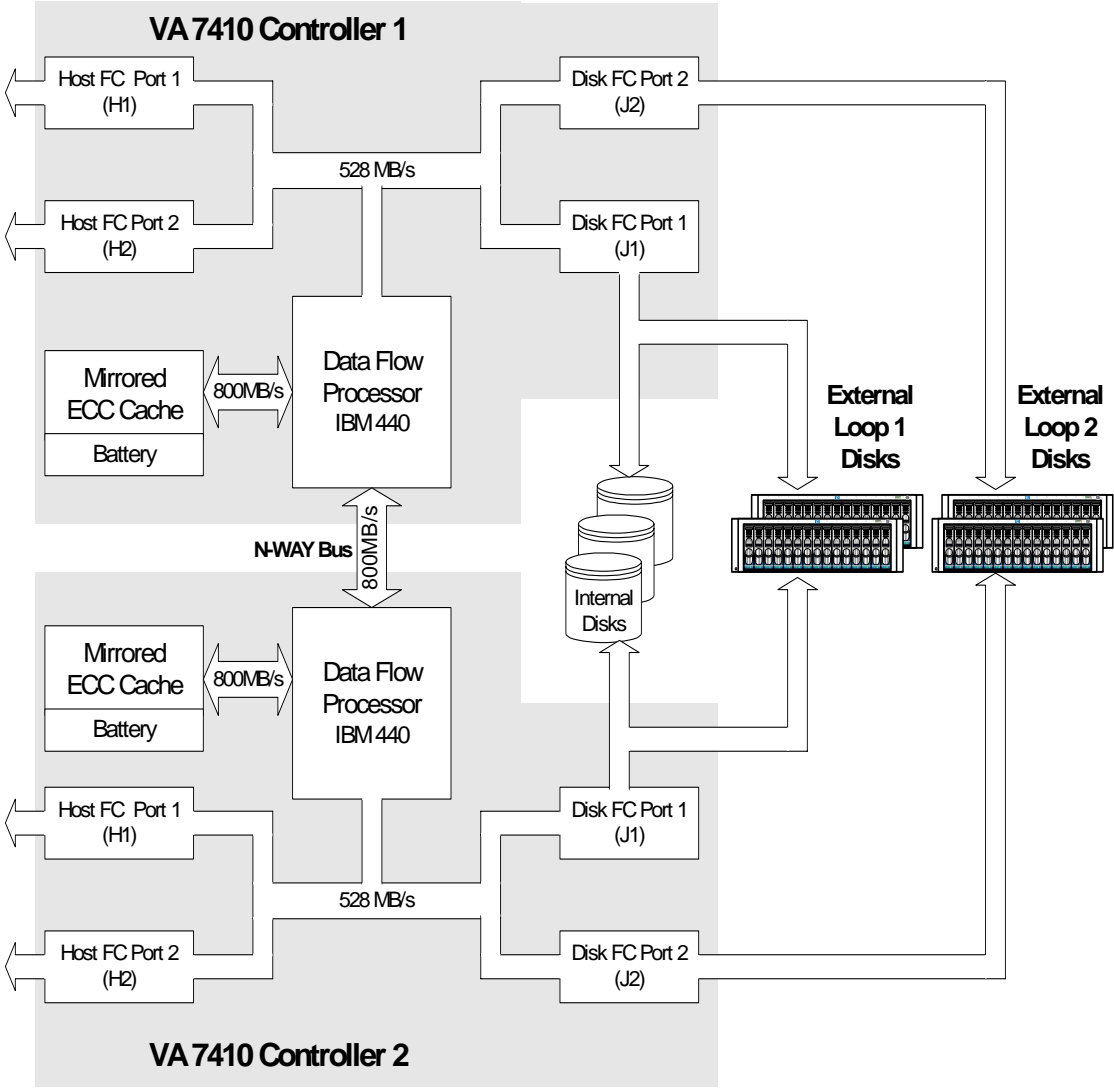 VA 7410 Controller 1
Host FC Port 1
(H1)
Disk FC Port 2
(J2)
528 MB/s
Host FC Port 2
(H2)
Disk FC Port 1
(J1)
Mirrored
ECC Cache
Battery
800MB/s
Data Flow
Processor
IBM 440
External
Loop 1
Disks
External
Loop 2
Disks
N-WAY Bus
800MB/s
Internal
Disks
Mirrored
ECC Cache
Battery
800MB/s
Data Flow
Processor
IBM 440
Host FC Port 1
(H1)
Disk FC Port 1
(J1)
528 MB/s
Host FC Port 2
(H2)
Disk FC Port 2
(J2)
VA 7410 Controller 2